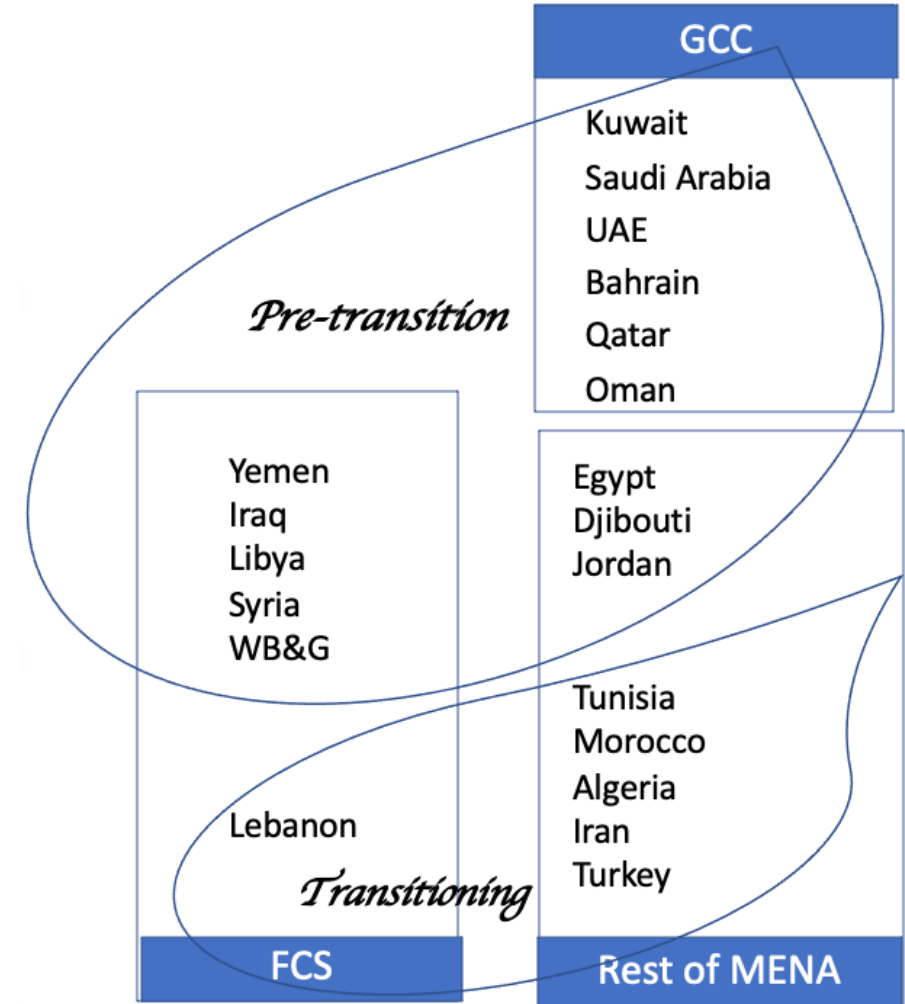 GCC
Kuwait
Saudi Arabia
UAE
Bahrain
Qatar
Oman
Pre-transition
Yemen
Iraq
Libya
Syria
WB&G
Egypt
Djibouti
Jordan
Lebanon
Tunisia
Morocco
Algeria
Iran
Turkey
Transitioning
FCS
Rest of MENA